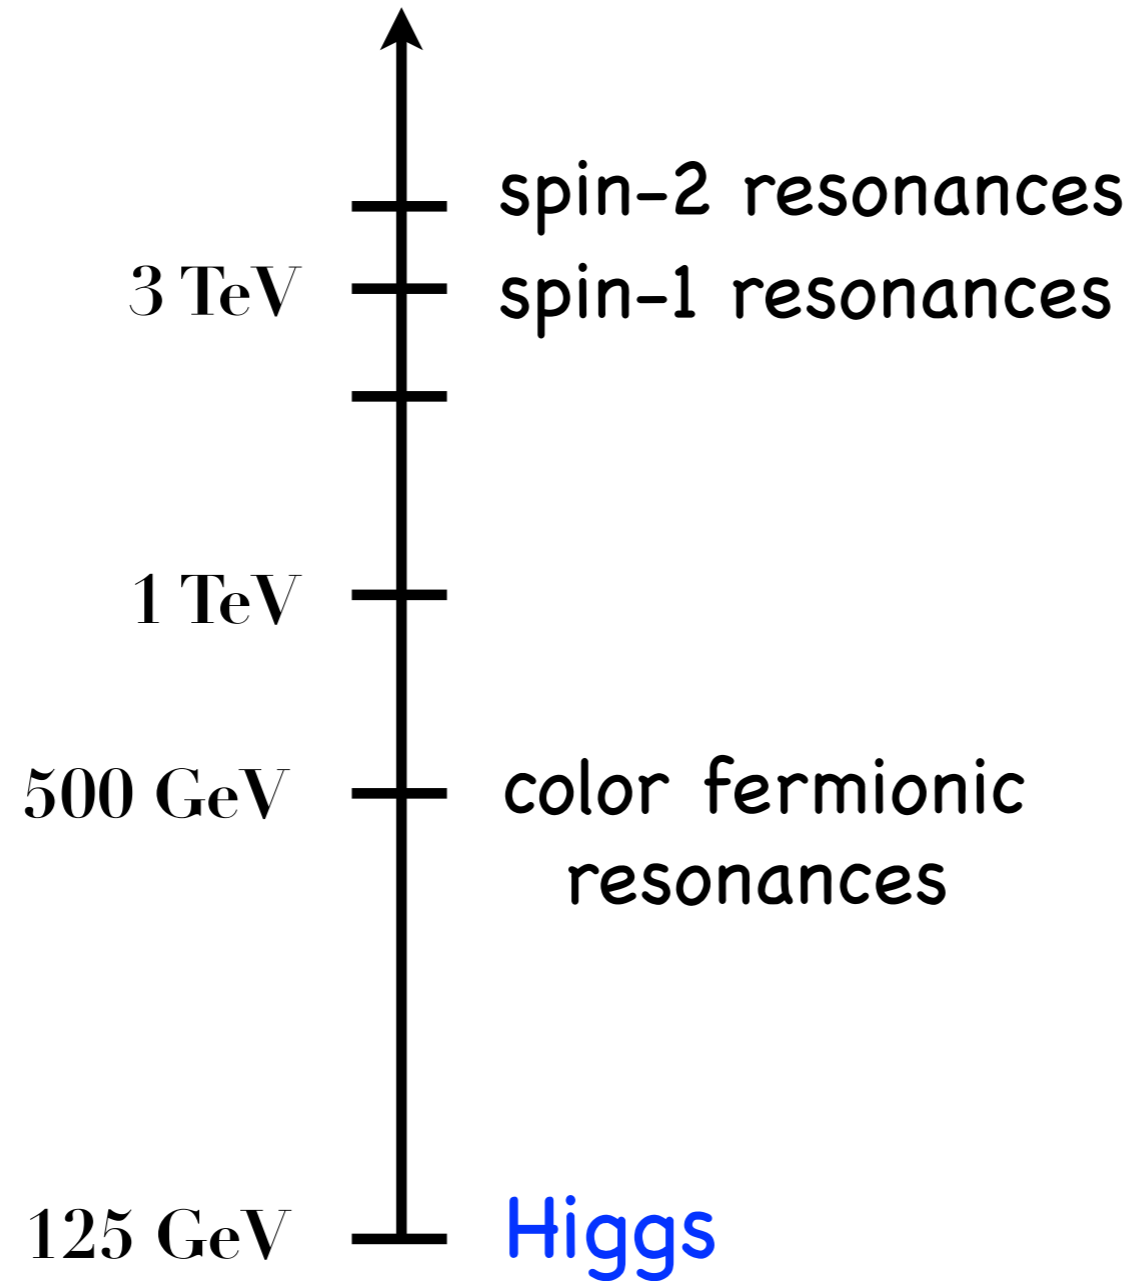 spin-2 resonances
3 TeV spin-1 resonances
1 TeV
500 GeV color fermionic
resonances
125 GeV Higgs